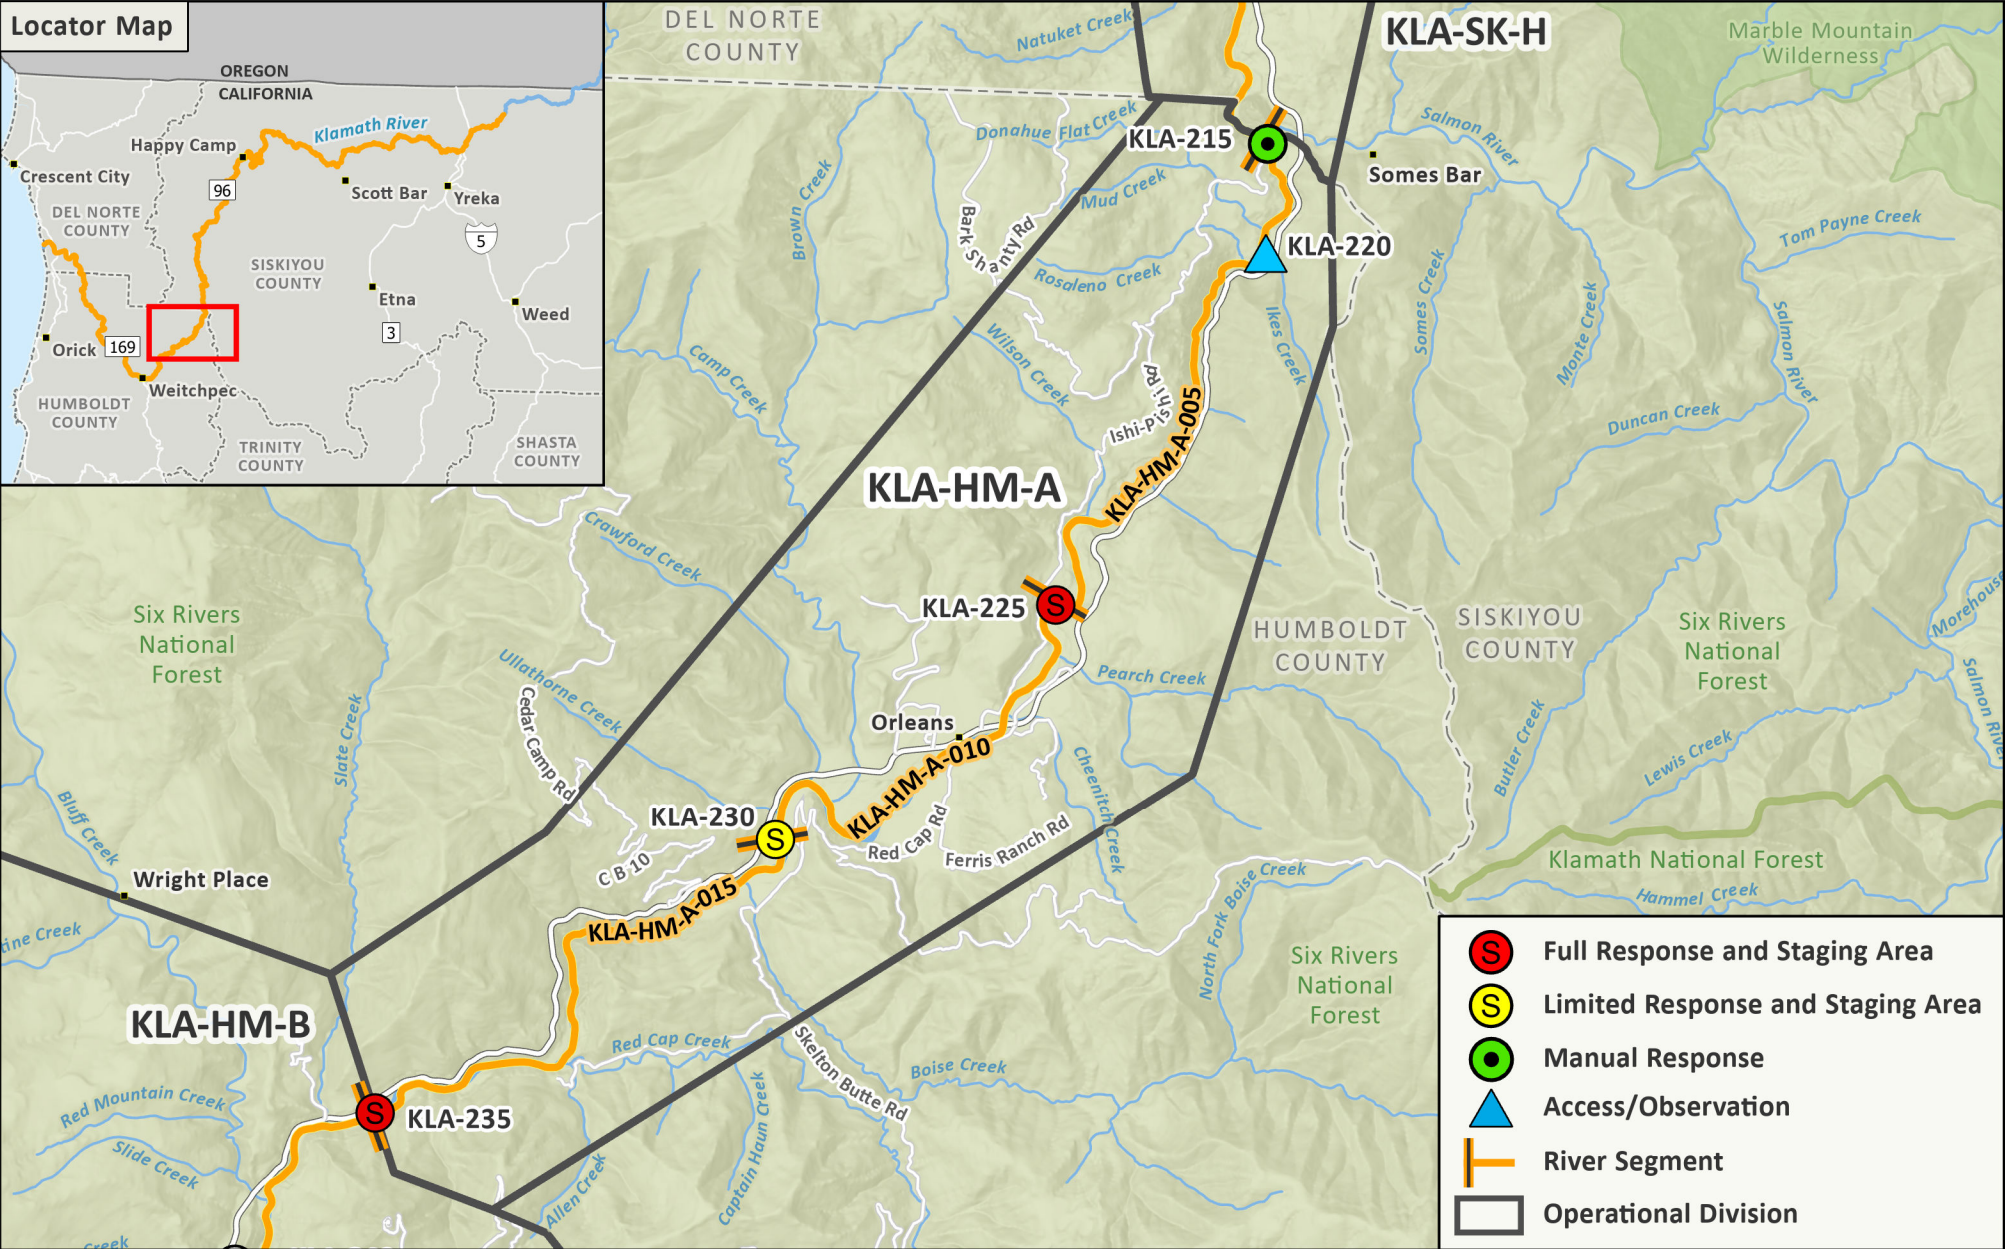 Locator Map
OREGON
CALIFORNIA
Klamath River
Happy Camp
Crescent City
96
Scott Bar
Yreka
DEL NORTE
COUNTY
5
SISKIYOU
COUNTY
Etna
Weed
3
Orick
169
Weitchpec
HUMBOLDT
COUNTY
TRINITY
COUNTY
SHASTA
COUNTY
DEL NORTE
COUNTY
Natuket Creek
KLA-SK-H
Marble Mountain
Wilderness
Donahue Flat Creek
KLA-215
Salmon River
Somes Bar
Brown Creek
Mud Creek
Bark Shanty Rd
Tom Payne Creek
KLA-220
Rosaleno Creek
Somes Creek
Monte Creek
Salmon River
Ikes Creek
Wilson Creek
Camp Creek
Ishi-Pishi Rd
KLA-HM-A-005
Duncan Creek
KLA-HM-A
Crawford Creek
Six Rivers
National
Forest
KLA-225
HUMBOLDT
COUNTY
SISKIYOU
COUNTY
Six Rivers
National
Forest
Morehouse
Salmon River
Ullathorne Creek
Pearch Creek
Cedar Camp Rd
Slate Creek
Orleans
KLA-HM-A-010
Cheenitch Creek
Butler Creek
Lewis Creek
Bluff Creek
KLA-230
Red Cap Rd
Ferris Ranch Rd
C B 10
Klamath National Forest
Wright Place
KLA-HM-A-015
North Fork Boise Creek
Hammel Creek
tine Creek
Six Rivers
National
Forest
KLA-HM-B
Red Cap Creek
Skelton Butte Rd
Boise Creek
Red Mountain Creek
KLA-235
Captain Haun Creek
Slide Creek
Allen Creek
Creek
S Full Response and Staging Area
S Limited Response and Staging Area
Manual Response
Access/Observation
River Segment
Operational Division
S
S
S